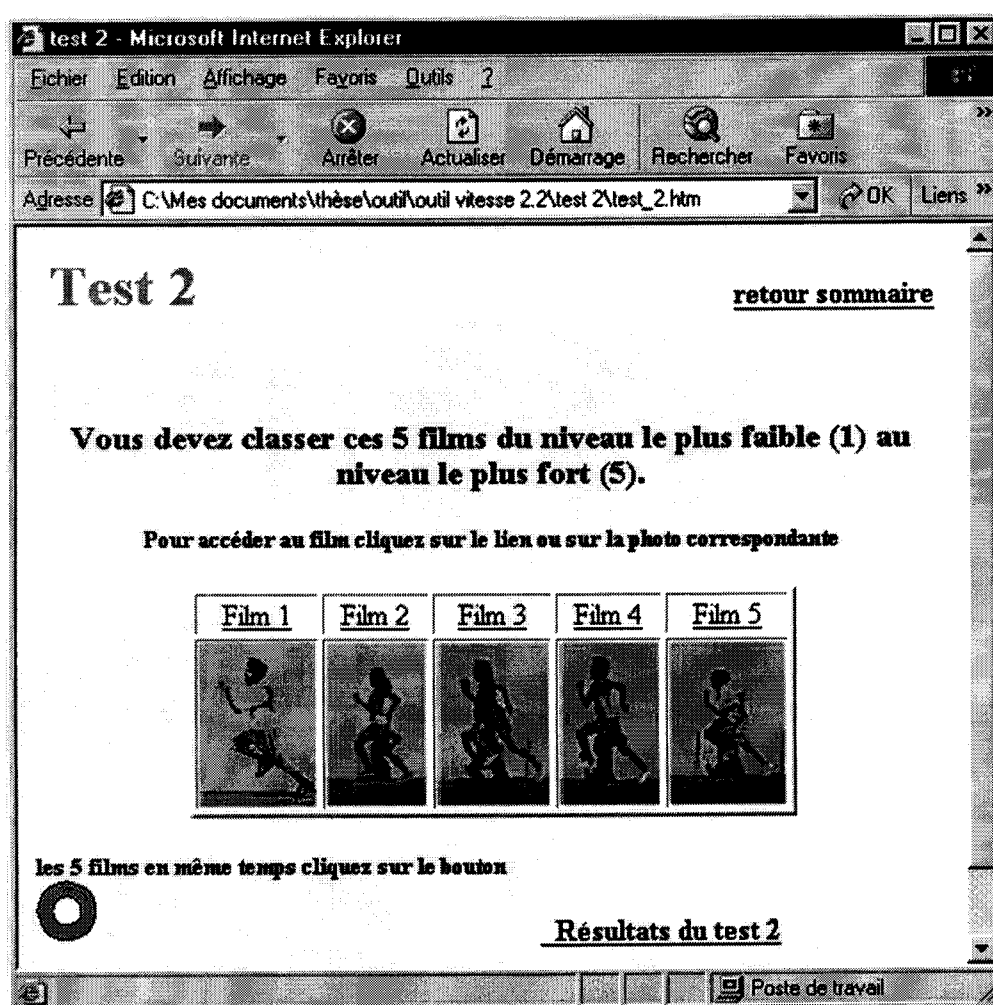 test 2 - Microsoft Internet Explorer
Fichier Edition Affichage Favoris Outils ?
Précédente Suivante Arrêter Actualiser Démarrage Rechercher Favoris »
Adresse C:\Mes documents\thèse\outil\outil vitesse 2.2\test 2\test_2.htm OK Liens »
Test 2
retour sommaire
Vous devez classer ces 5 films du niveau le plus faible (1) au
niveau le plus fort (5).
Pour accéder au film cliquez sur le lien ou sur la photo correspondante
Film 1 Film 2 Film 3 Film 4 Film 5
les 5 films en même temps cliquez sur le bouton
Résultats du test 2
Poste de travail